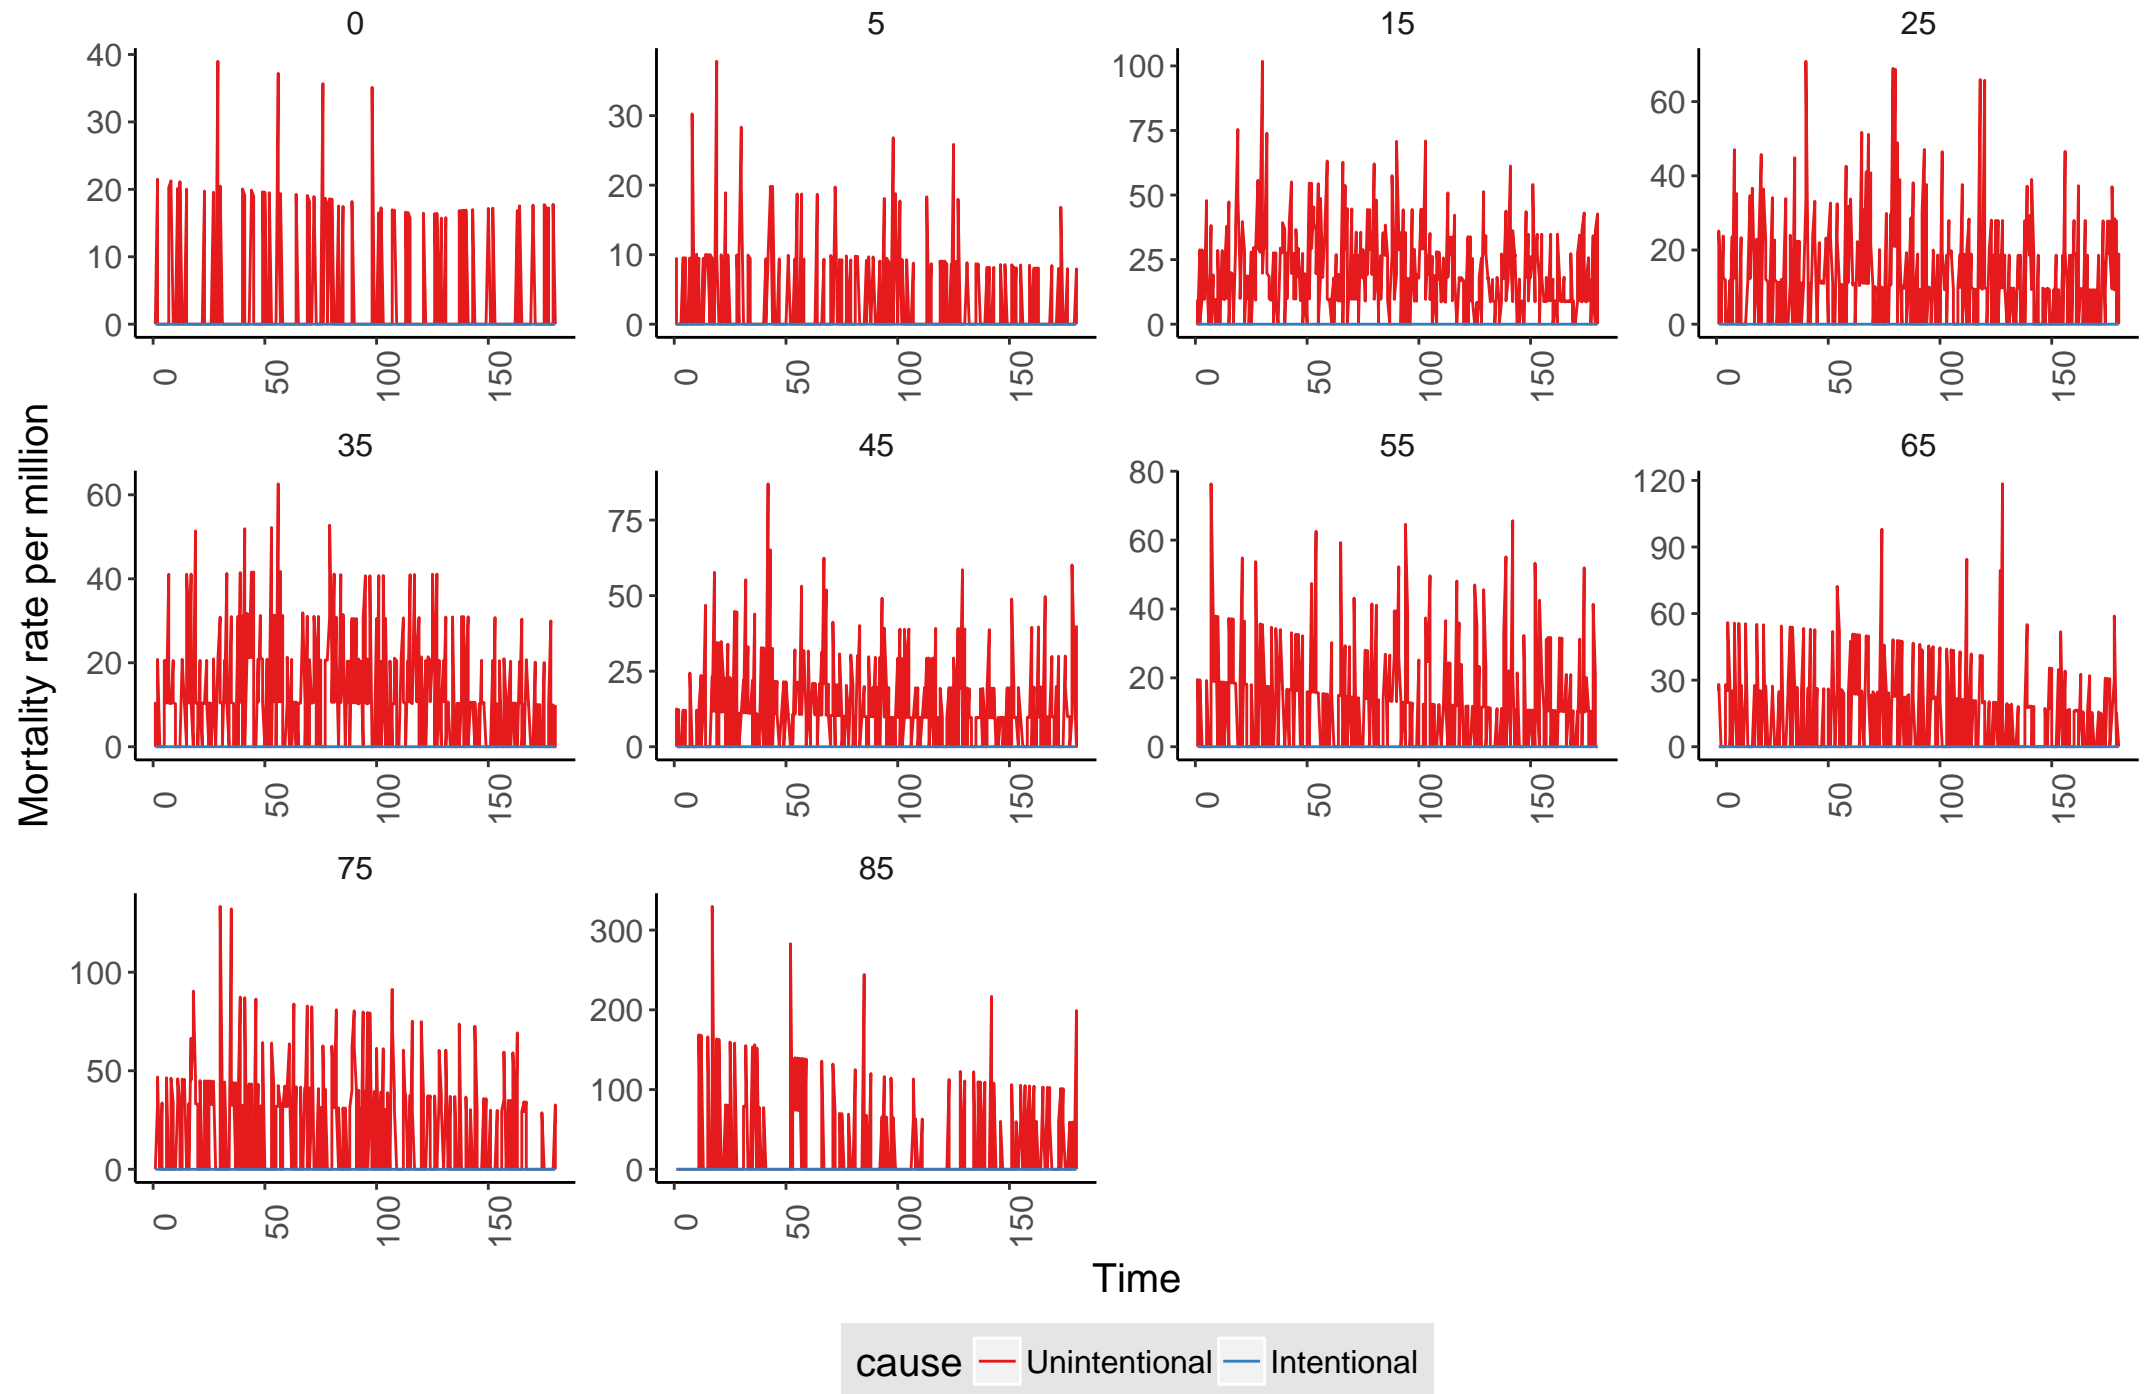 0 5 15 25
40 30 20 10 0
30 20 10 0
100 75 50 25 0
60 40 20 0
0 50 100 150
0 50 100 150
0 50 100 150
0 50 100 150
Mortality rate per million
35 45 55 65
60 40 20 0
75 50 25 0
80 60 40 20 0
120 90 60 30 0
0 50 100 150
0 50 100 150
0 50 100 150
0 50 100 150
75 85
100 50 0
300 200 100 0
0 50 100 150
0 50 100 150
Time
cause Unintentional Intentional